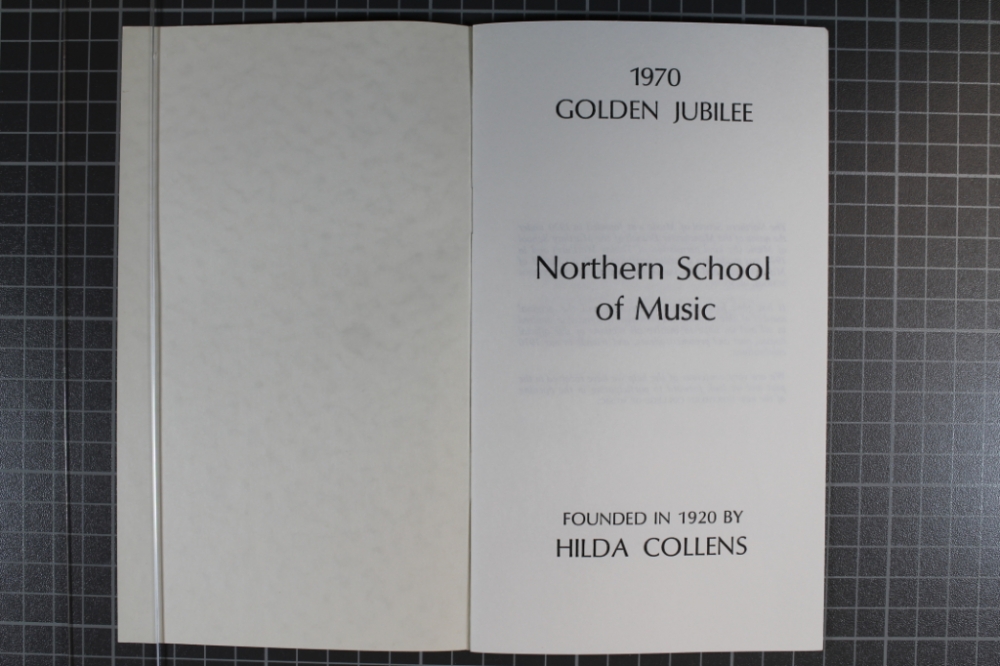 1970
GOLDEN JUBILEE
Northern School
of Music
FOUNDED IN 1920 BY
HILDA COLLENS